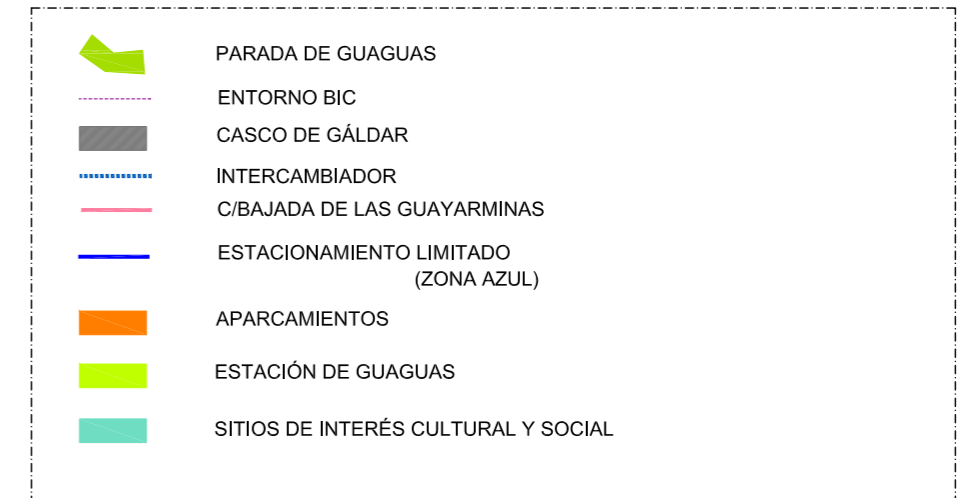 PARADA DE GUAGUAS
ENTORNO BIC
CASCO DE GÁLDAR
INTERCAMBIADOR
C/BAJADA DE LAS GUAYARMINAS
ESTACIONAMIENTO LIMITADO
(ZONA AZUL)
APARCAMIENTOS
ESTACIÓN DE GUAGUAS
SITIOS DE INTERÉS CULTURAL Y SOCIAL